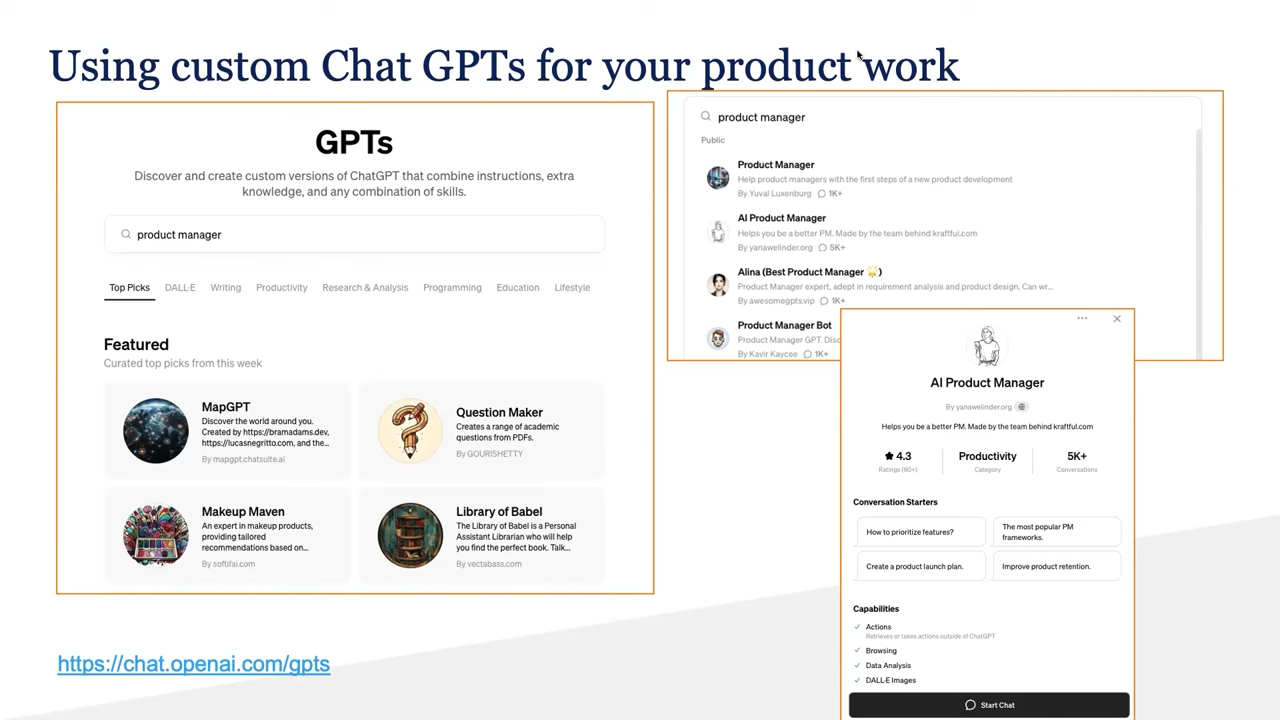 Using custom Chat GPTs for your product work
GPTs
Discover and create custom versions of ChatGPT that combine instructions, extra
knowledge, and any combination of skills.
product manager
Top Picks DALL·E Writing Productivity Research & Analysis Programming Education Lifestyle
Featured
Curated top picks from this week
MapGPT
Discover the world around you.
Created by https://bramadams.dev,
https://lucasnegritto.com, and the...
By mapgpt.chatsuite.ai
Question Maker
Creates a range of academic
questions from PDFs.
By GOURISHETTY
Makeup Maven
An expert in makeup products,
providing tailored
recommendations based on...
By softifai.com
Library of Babel
The Library of Babel is a Personal
Assistant Librarian who will help
you find the perfect book. Talk...
By vectabass.com
https://chat.openai.com/gpts
product manager
Public
Product Manager
Help product managers with the first steps of a new product development
By Yuval Luxenburg 1K+
AI Product Manager
Helps you be a better PM. Made by the team behind kraftful.com
By yanawelinder.org 5K+
Alina (Best Product Manager 🌟)
Product Manager expert, adept in requirement analysis and product design. Can wr...
By awesomegpts.vip 1K+
Product Manager Bot
Product Manager GPT.
By Kavir Kaycee 1K+
AI Product Manager
By yanawelinder.org
Helps you be a better PM. Made by the team behind kraftful.com
★ 4.3 Productivity 5K+
Ratings (80+) Category Conversations
Conversation Starters
How to prioritize features?
The most popular PM
frameworks.
Create a product launch plan.
Improve product retention.
Capabilities
Actions
Retrieves or takes actions outside of ChatGPT
Browsing
Data Analysis
DALL·E Images
Start Chat